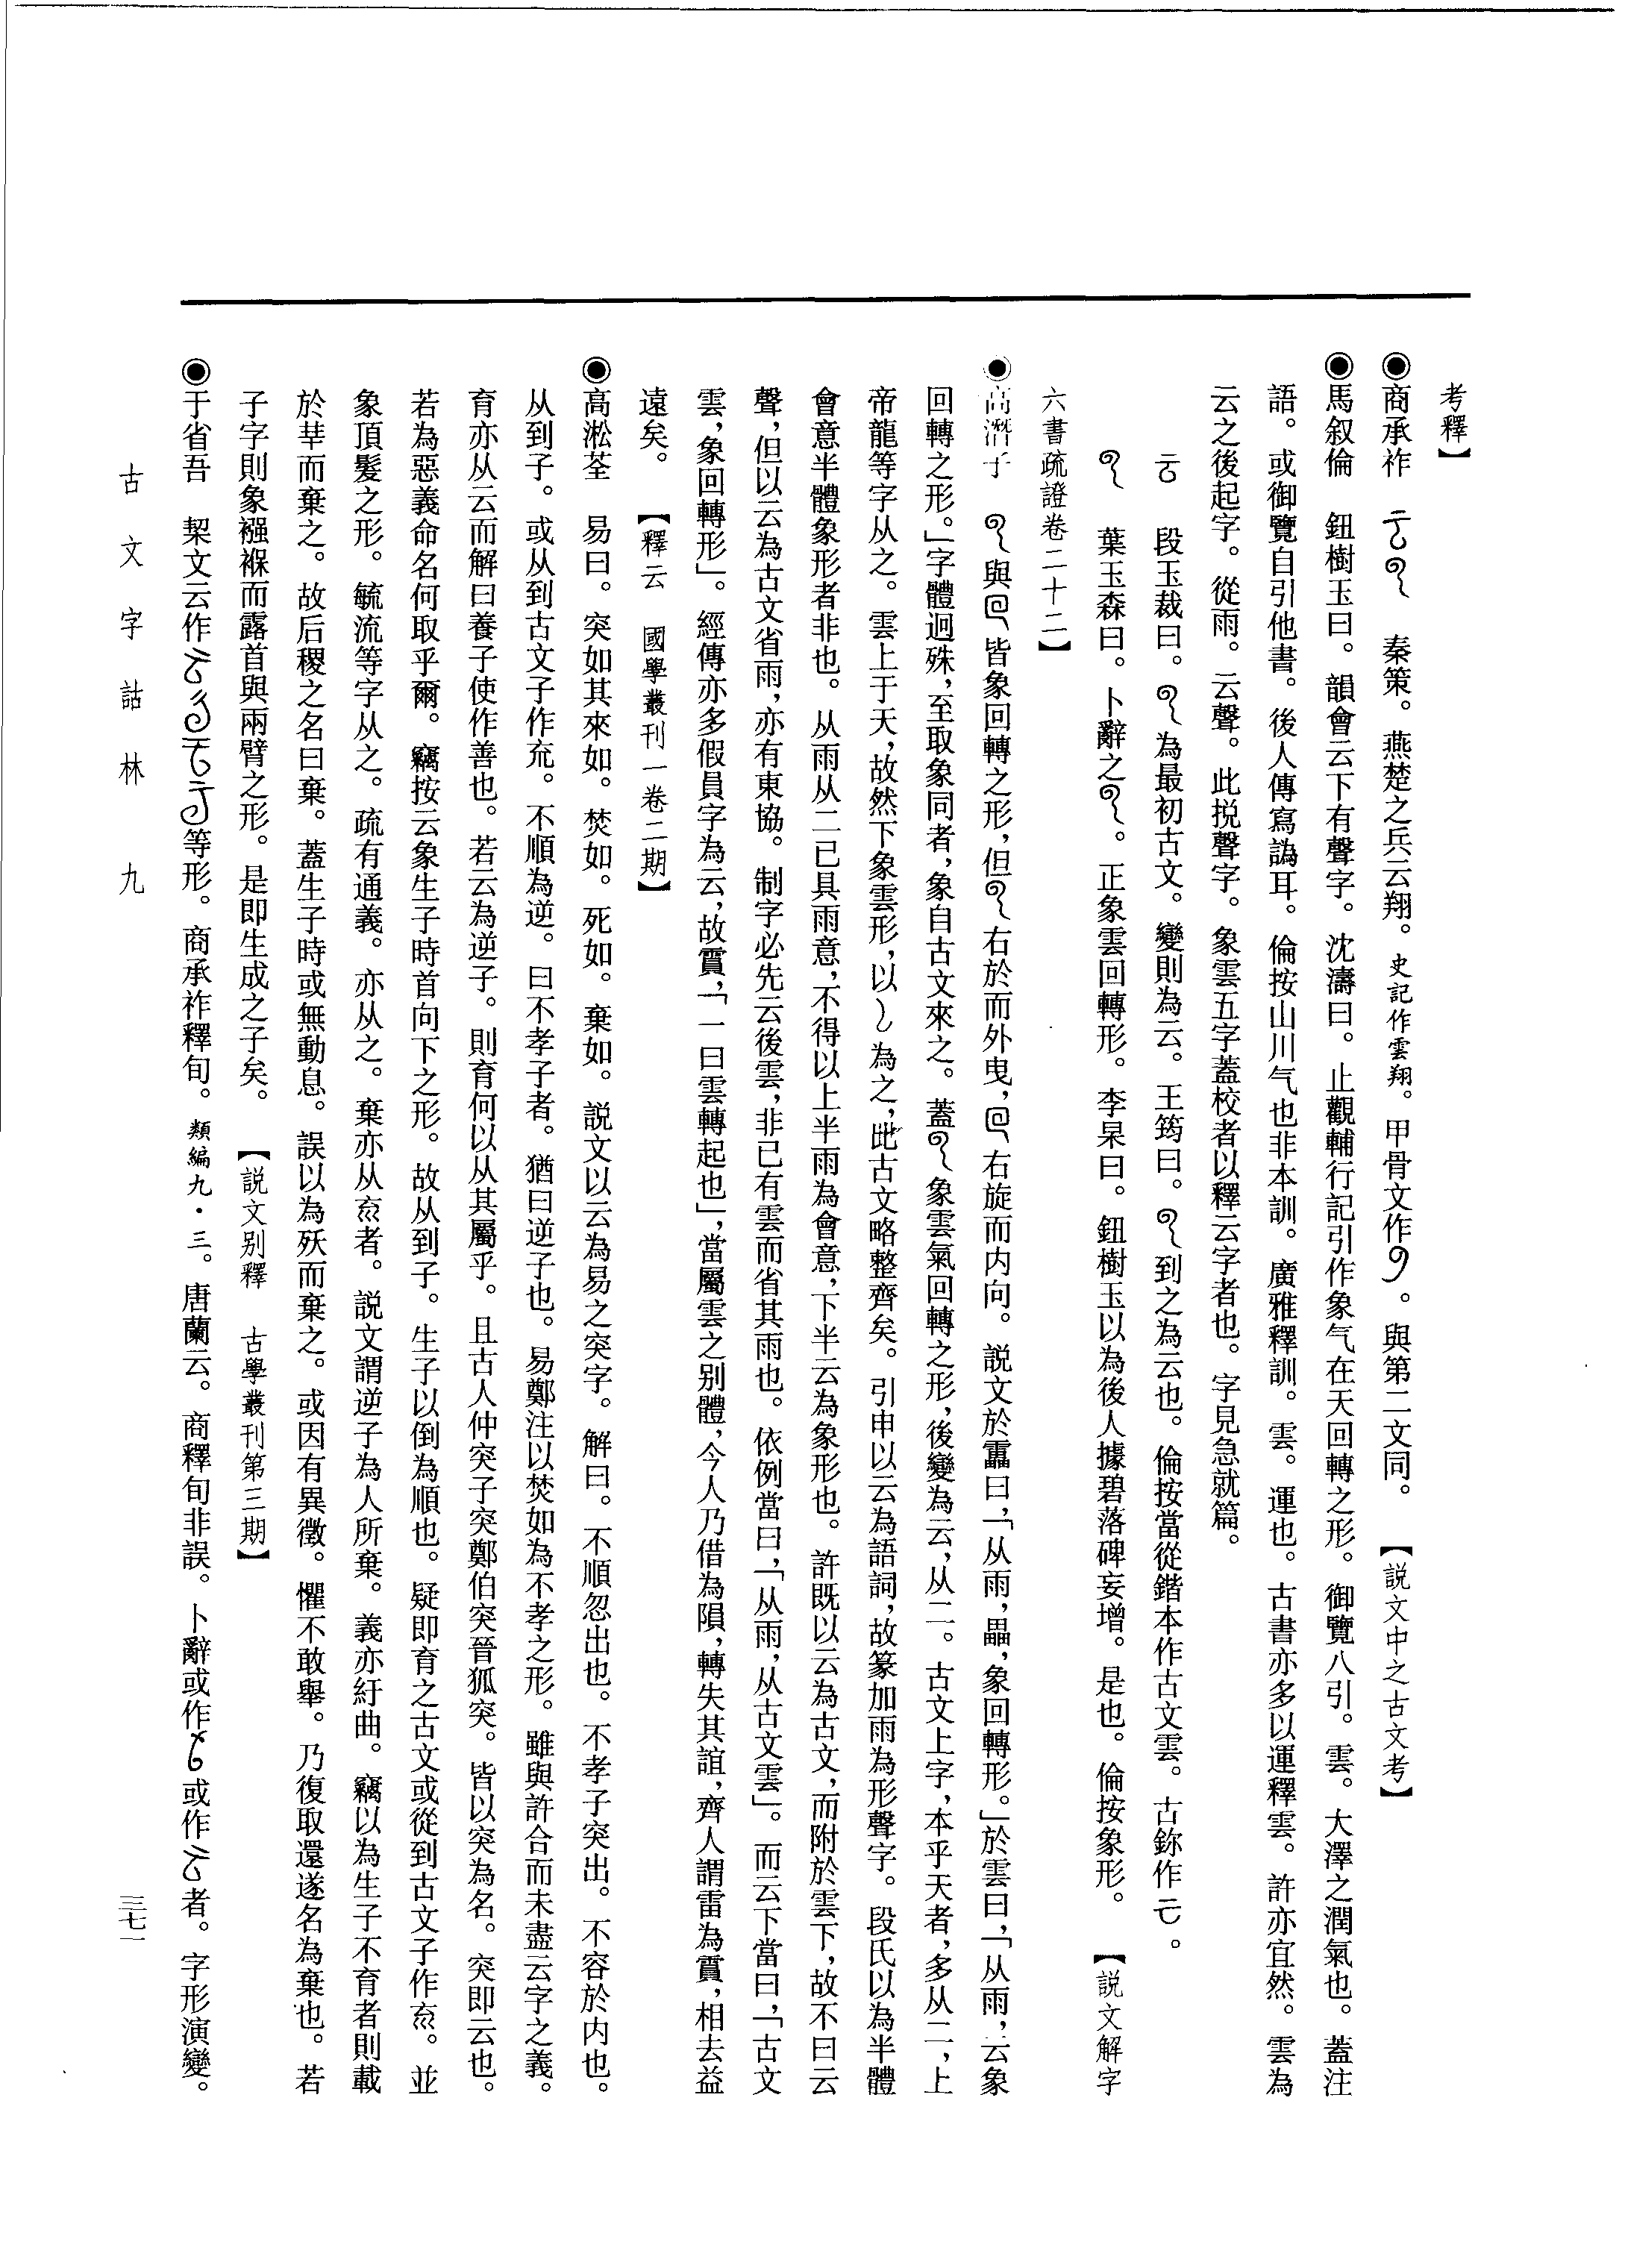 考釋】
◉商承祚　秦策。燕楚之兵云翔。史記作雲翔。甲骨文作。與第二文同。　【説文中之古文考】
◉馬叙倫　鈕樹玉曰。韻會云下有聲字。沈濤曰。止觀輔行記引作象气在天回轉之形。御覽八引。雲。大澤之潤氣也。蓋注
語。或御覽自引他書。後人傳寫譌耳。倫按山川气也非本訓。廣雅釋訓。雲。運也。古書亦多以運釋雲。許亦宜然。雲為
云之後起字。從雨。云聲。此挩聲字。象雲五字蓋校者以釋云字者也。字見急就篇。
段玉裁曰。為最初古文。變則為云。王筠曰。到之為云也。倫按當從鍇本作古文雲。古鉨作。
葉玉森曰。卜辭之。正象雲回轉形。李杲曰。鈕樹玉以為後人據碧落碑妄增。是也。倫按象形。　【説文解字
六書疏證卷二十二】
◉高潛子　與皆象回轉之形，但右於而外曳，右旋而内向。説文於靁曰，「从雨，畾，象回轉形。」於雲曰，「从雨，云象
回轉之形。」字體迥殊，至取象同者，象自古文來之。蓋象雲氣回轉之形，後變為云，从二。古文上字，本乎天者，多从二，上
帝龍等字从之。雲上于天，故然下象雲形，以為之，此古文略整齊矣。引申以云為語詞，故篆加雨為形聲字。段氏以為半體
會意半體象形者非也。从雨从二已具雨意，不得以上半雨為會意，下半云為象形也。許既以云為古文，而附於雲下，故不曰云
聲，但以云為古文省雨，亦有東協。制字必先云後雲，非已有雲而省其雨也。依例當曰，「从雨，从古文雲」。而云下當曰，「古文
雲，象回轉形」。經傳亦多假員字為云，故霣，「一曰雲轉起也」，當屬雲之别體，今人乃借為隕，轉失其誼，齊人謂雷為霣，相去益
遠矣。　【釋云　國學叢刊一卷二期】
◉高淞荃　易曰。突如其來如。焚如。死如。棄如。説文以云為易之突字。解曰。不順忽出也。不孝子突出。不容於内也。
从到子。或从到古文子作充。不順為逆。曰不孝子者。猶曰逆子也。易鄭注以焚如為不孝之形。雖與許合而未盡云字之義。
育亦从云而解曰養子使作善也。若云為逆子。則育何以从其屬乎。且古人仲突子突鄭伯突晉狐突。皆以突為名。突即云也。
若為惡義命名何取乎爾。竊按云象生子時首向下之形。故从到子。生子以倒為順也。疑即育之古文或從到古文子作㐬。並
象頂髮之形。毓流等字从之。疏有通義。亦从之。棄亦从㐬者。説文謂逆子為人所棄。義亦紆曲。竊以為生子不育者則載
於𠦒而棄之。故后稷之名曰棄。蓋生子時或無動息。誤以為殀而棄之。或因有異徵。懼不敢舉。乃復取還遂名為棄也。若
子字則象襁褓而露首與兩臂之形。是即生成之子矣。　【説文别釋　古學叢刊第三期】
◉于省吾　栔文云作等形。商承祚釋旬。類編九・三。唐蘭云。商釋旬非誤。卜辭或作或作者。字形演變。
古文字詁林　九
三七一